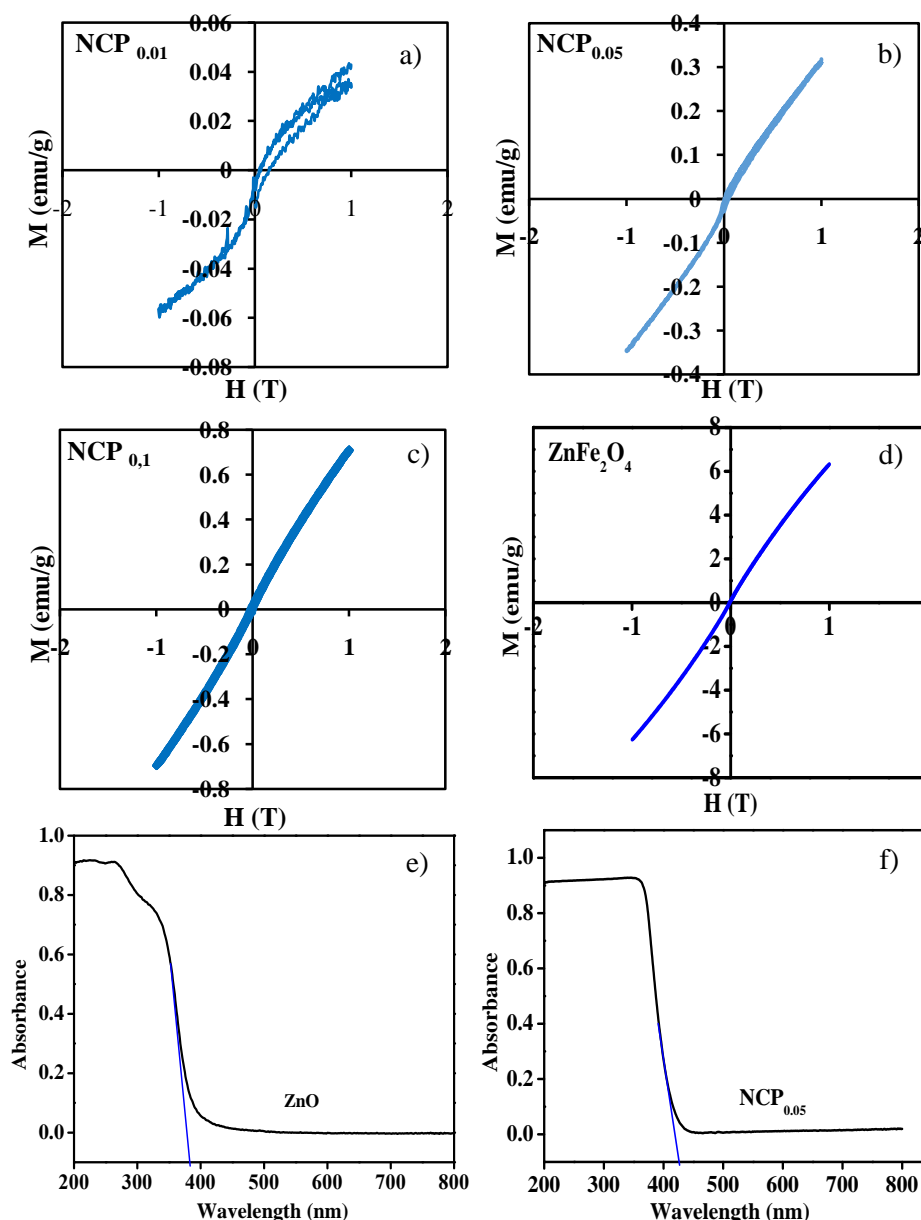 NCP 0.01
a)
0.06
0.04
0.02
0
-0.02
-0.04
-0.06
-0.08
-2
-1
0
1
2
M (emu/g)
H (T)
NCP0.05
b)
0.4
0.3
0.2
0.1
0
-0.1
-0.2
-0.3
-0.4
-2
-1
0
1
2
M (emu/g)
H (T)
NCP 0,1
c)
0.8
0.6
0.4
0.2
0
-0.2
-0.4
-0.6
-0.8
-2
-1
0
1
2
M (emu/g)
H (T)
ZnFe2O4
d)
8
6
4
2
0
-2
-4
-6
-8
-2
-1
0
1
M (emu/g)
H (T)
e)
1.0
0.8
0.6
0.4
0.2
0.0
Absorbance
ZnO
200 300 400 500 600 700 800
Wavelength (nm)
f)
1.0
0.8
0.6
0.4
0.2
0.0
Absorbance
NCP0.05
200 300 400 500 600 700 800
Wavelength (nm)